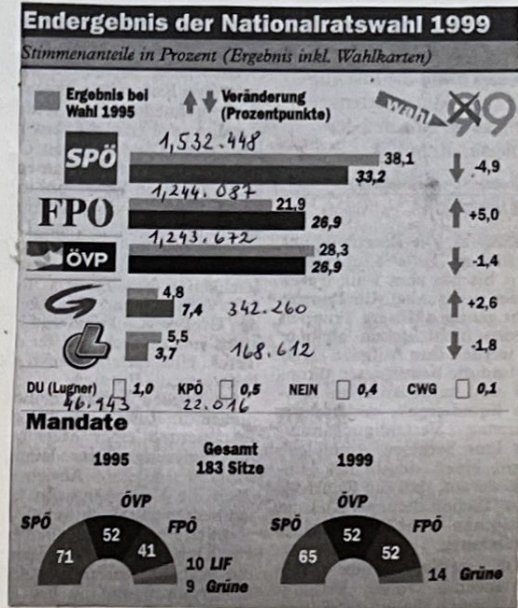 Endergebnis der Nationalratswahl 1999
Stimmenanteile in Prozent (Ergebnis inkl. Wahlkarten)
Ergebnis bei Wahl 1995
Veränderung (Prozentpunkte)
wahl 99
SPÖ 1,532.448 38,1 33,2 -4,9
FPÖ 1,244.087 21,9 26,9 +5,0
ÖVP 1,243.672 28,3 26,9 -1,4
G 4,8 7,4 342.260 +2,6
L 5,5 3,7 168.612 -1,8
DU (Lugner) 1,0 KPÖ 0,5 NEIN 0,4 CWG 0,1
46.943 22.016
Mandate
1995 Gesamt 183 Sitze 1999
SPÖ 71 ÖVP 52 FPÖ 41 10 LIF 9 Grüne
SPÖ 65 ÖVP 52 FPÖ 52 14 Grüne